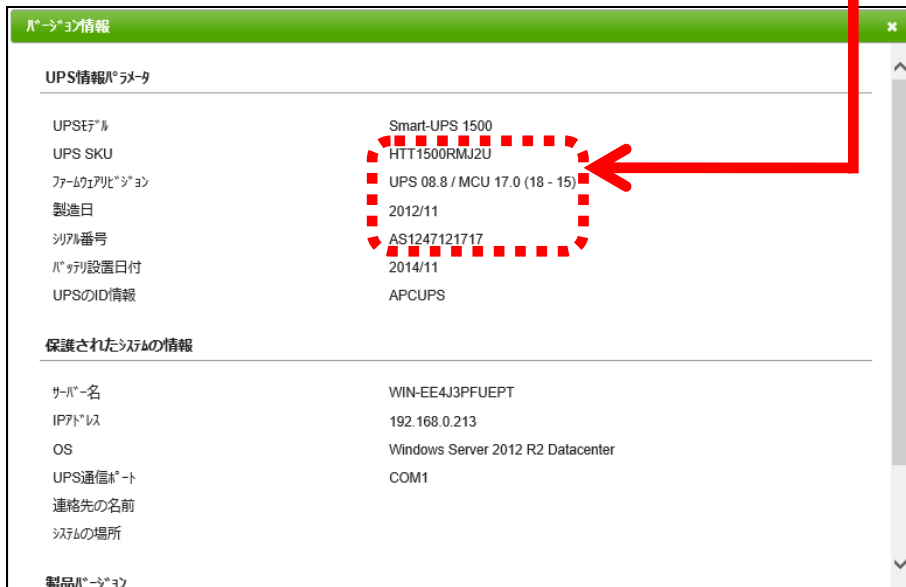 ﾊﾞｰｼﾞｮﾝ情報
UPS情報ﾊﾟﾗﾒｰﾀ
UPSﾓﾃﾞﾙ Smart-UPS 1500
UPS SKU HTT1500RMJ2U
ﾌｧｰﾑｳｪｱﾘﾋﾞｼﾞｮﾝ UPS 08.8 / MCU 17.0 (18 - 15)
製造日 2012/11
ｼﾘｱﾙ番号 AS1247121717
ﾊﾞｯﾃﾘ設置日付 2014/11
UPSのID情報 APCUPS
保護されたｼｽﾃﾑの情報
ｻｰﾊﾞｰ名 WIN-EE4J3PFUEPT
IPｱﾄﾞﾚｽ 192.168.0.213
OS Windows Server 2012 R2 Datacenter
UPS通信ﾎﾟｰﾄ COM1
連絡先の名前
ｼｽﾃﾑの場所
製品ﾊﾞｰｼﾞｮﾝ